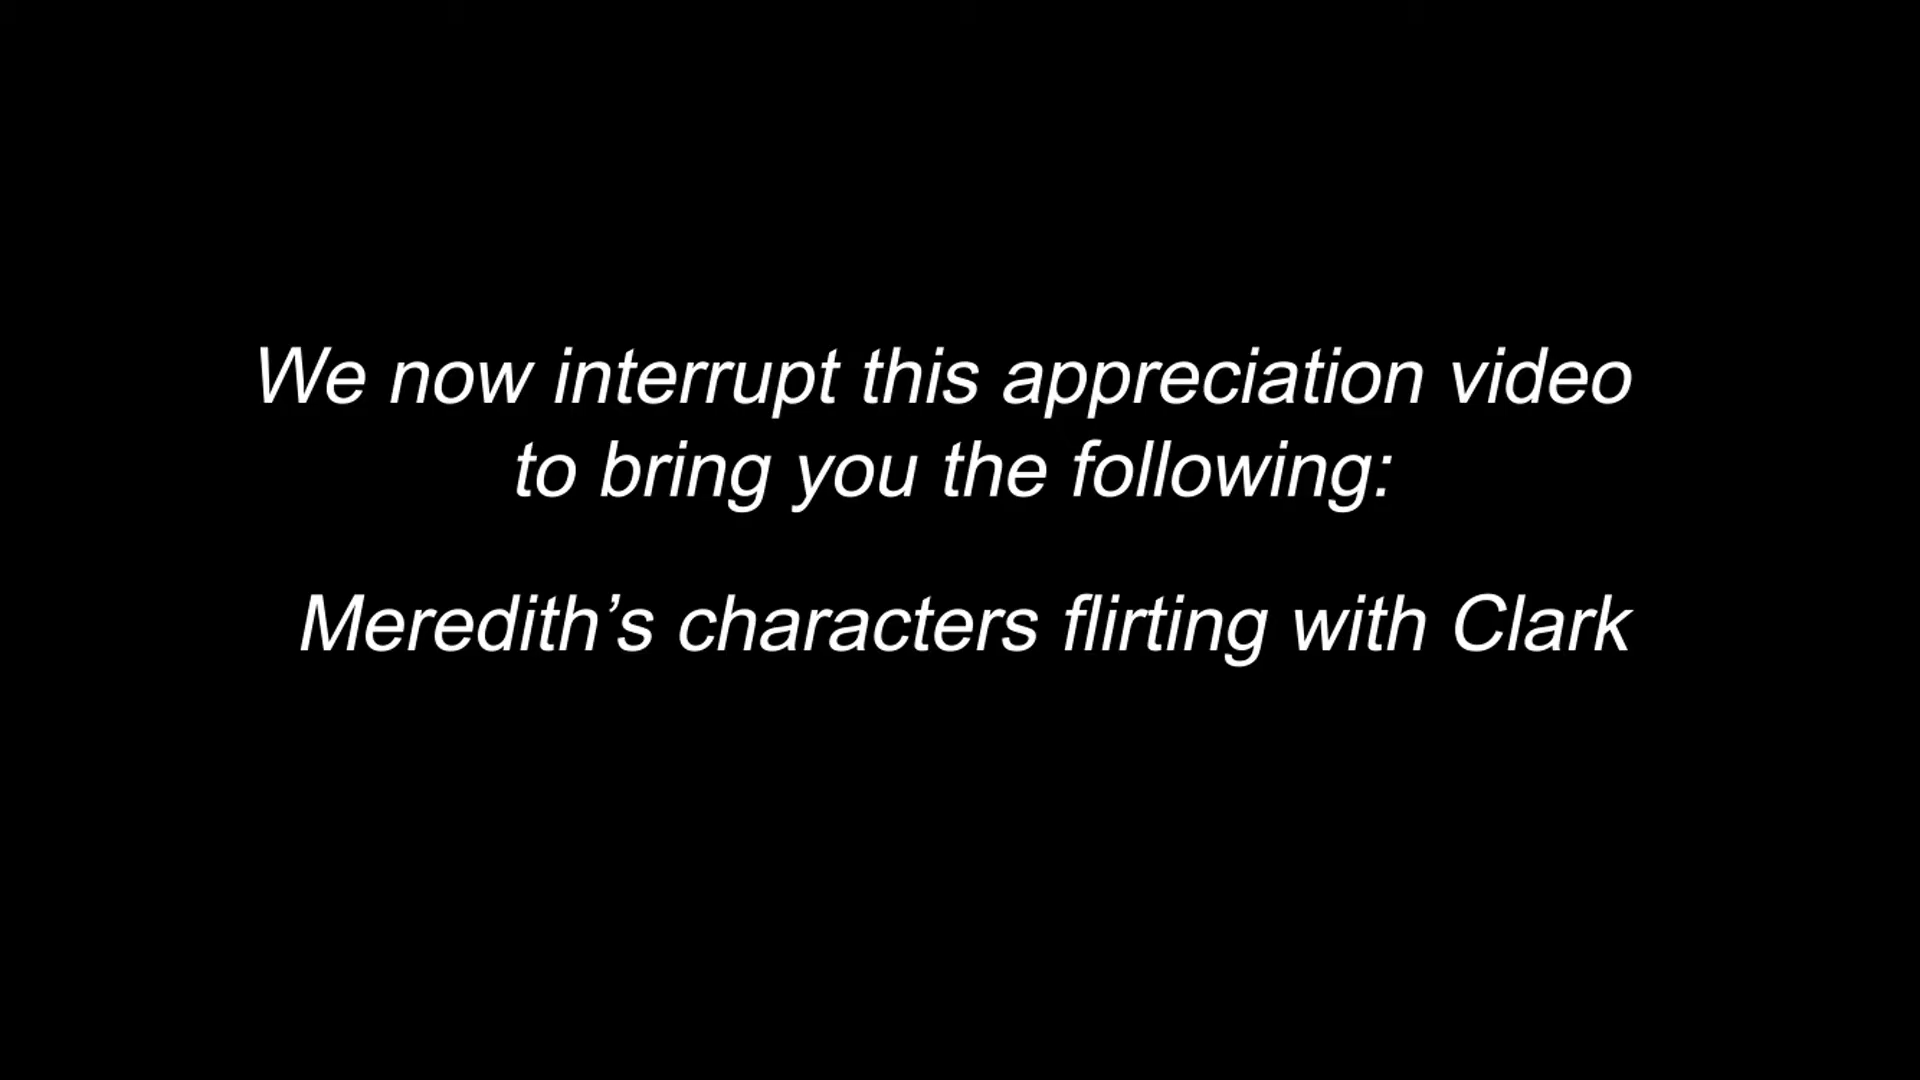 We now interrupt this appreciation video
to bring you the following:
Meredith’s characters flirting with Clark